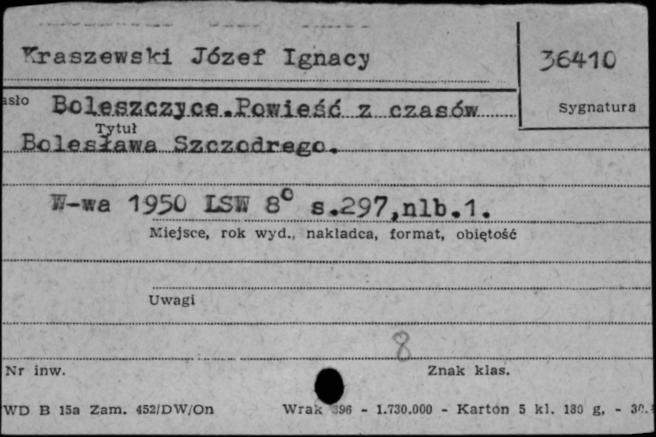 Kraszewski Józef Ignacy
36410
asło Boleszczyce.Powieść z czasów
Sygnatura
Tytuł
Bolesława Szczodrego.
W-wa 1950 LSW 8° s.297,nlb.1.
Miejsce, rok wyd., nakładca, format, objętość
Uwagi
8
Nr inw.
Znak klas.
WD B 15a Zam. 452/DW/On Wrak 396 - 1.730.000 - Karton 5 kl. 180 g, - 30.